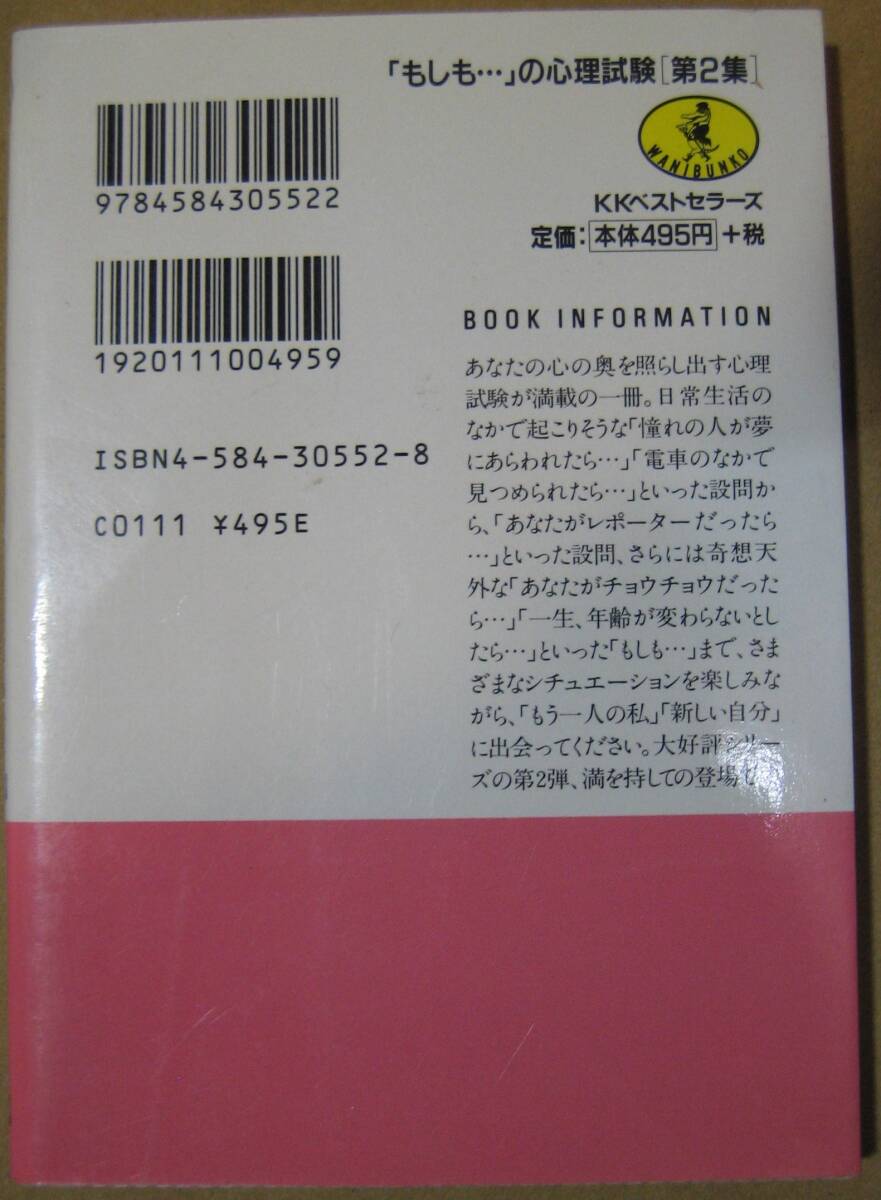 「もしも…」の心理試験[第2集]
WANIBUNKO
KKベストセラーズ
定価：本体495円+税
9784584305522
1920111004959
ISBN4-584-30552-8
C0111 ¥495E
BOOK INFORMATION
あなたの心の奥を照らし出す心理
試験が満載の一冊。日常生活の
なかで起こりそうな「憧れの人が夢
にあらわれたら…」「電車のなかで
見つめられたら…」といった設問か
ら、「あなたがレポーターだったら
…」といった設問、さらには奇想天
外な「あなたがチョウチョウだった
ら…」「一生、年齢が変わらないとし
たら…」といった「もしも…」まで、さま
ざまなシチュエーションを楽しみな
がら、「もう一人の私」「新しい自分」
に出会ってください。大好評シリー
ズの第2弾、満を持しての登場